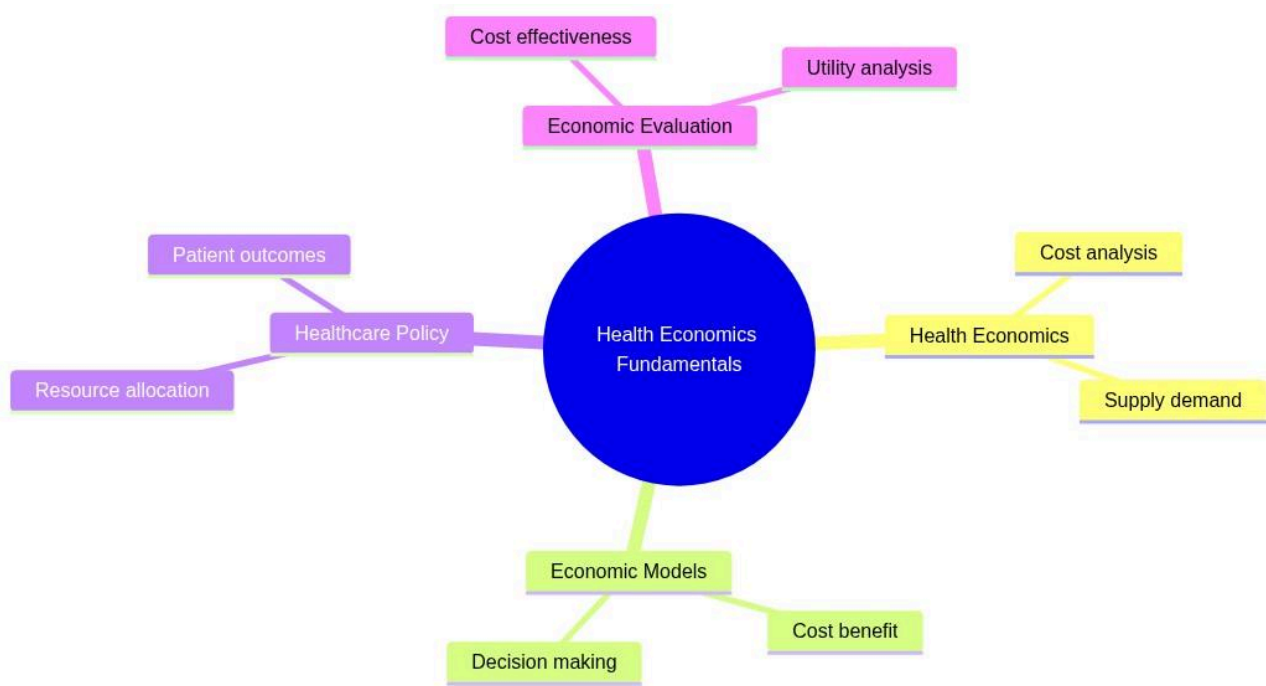 Cost effectiveness
Utility analysis
Economic Evaluation
Patient outcomes
Cost analysis
Healthcare Policy
Health Economics
Fundamentals
Health Economics
Resource allocation
Supply demand
Economic Models
Cost benefit
Decision making